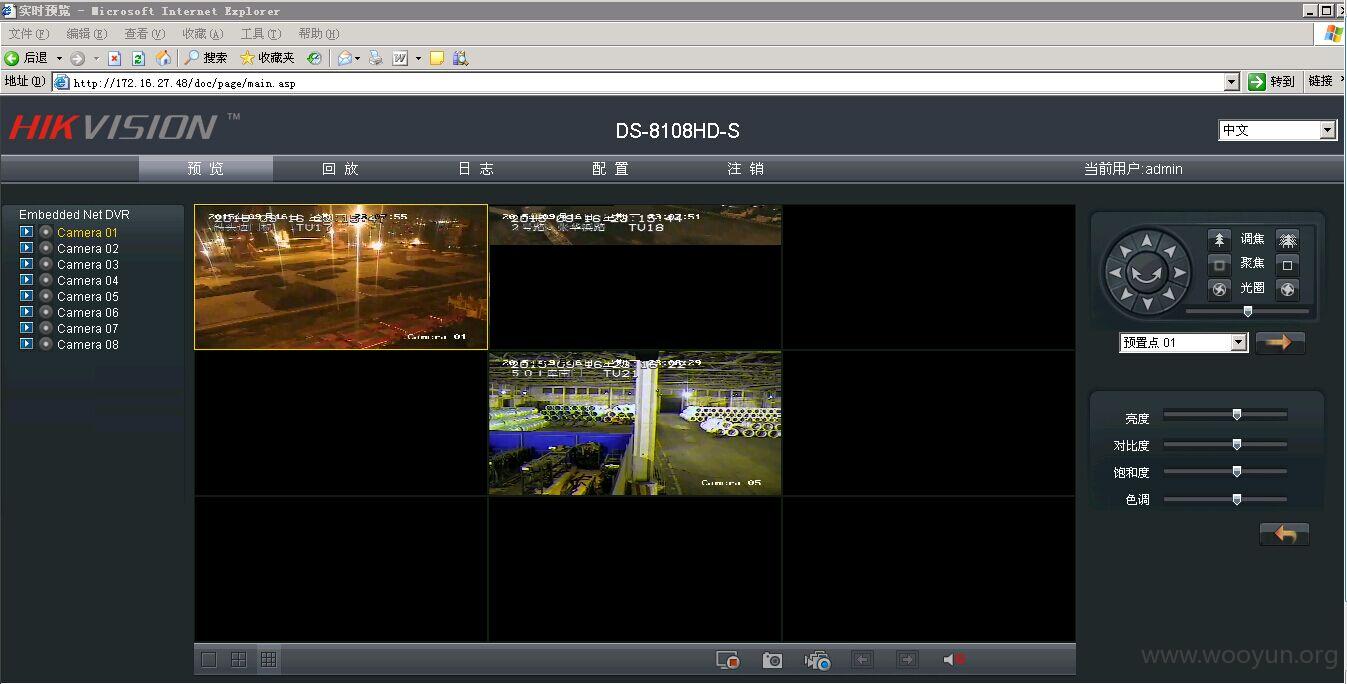 实时预览 - Microsoft Internet Explorer
文件(F) 编辑(E) 查看(V) 收藏(A) 工具(T) 帮助(H)
后退 搜索 收藏夹
地址(D) http://172.16.27.48/doc/page/main.asp 转到 链接
HIKVISION™ DS-8108HD-S 中文
预览 回放 日志 配置 注销 当前用户:admin
Embedded Net DVR
Camera 01
Camera 02
Camera 03
Camera 04
Camera 05
Camera 06
Camera 07
Camera 08
TU17
Camera 01
TU18
TU21
Camera 05
调焦
聚焦
光圈
预置点 01
亮度
对比度
饱和度
色调
www.wooyun.org